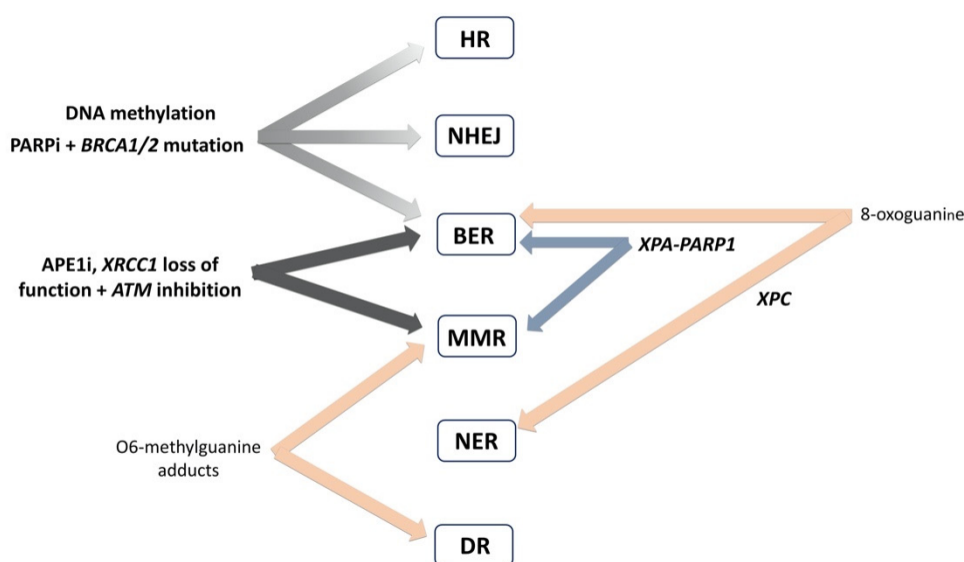 HR
DNA methylation
PARPi + BRCA1/2 mutation
NHEJ
BER
8-oxoguanine
XPA-PARP1
APE1i, XRCC1 loss of
function + ATM inhibition
XPC
MMR
O6-methylguanine
adducts
NER
DR